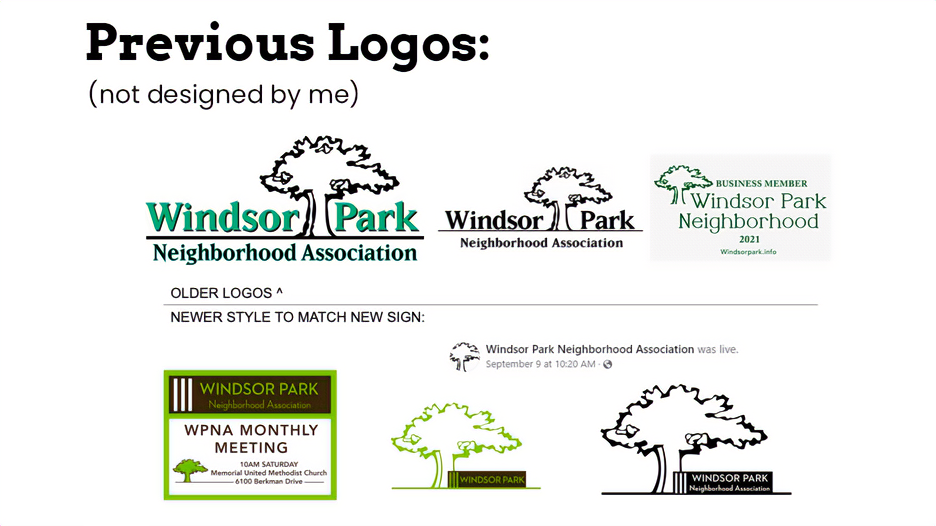 Previous Logos:
(not designed by me)
Windsor Park
Neighborhood Association
Windsor Park
Neighborhood Association
BUSINESS MEMBER
Windsor Park
Neighborhood
2021
Windsorpark.info
OLDER LOGOS ^
NEWER STYLE TO MATCH NEW SIGN:
Windsor Park Neighborhood Association was live.
September 9 at 10:20 AM ·
WINDSOR PARK
Neighborhood Association
WPNA MONTHLY
MEETING
10AM SATURDAY
Memorial United Methodist Church
6100 Berkman Drive
WINDSOR PARK
WINDSOR PARK
Neighborhood Association